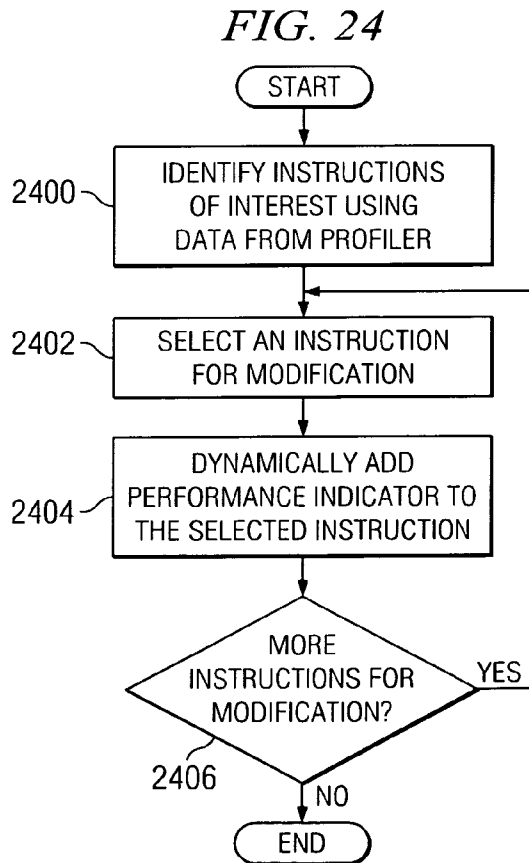 FIG. 24
START
2400
IDENTIFY INSTRUCTIONS
OF INTEREST USING
DATA FROM PROFILER
2402
SELECT AN INSTRUCTION
FOR MODIFICATION
2404
DYNAMICALLY ADD
PERFORMANCE INDICATOR TO
THE SELECTED INSTRUCTION
MORE
INSTRUCTIONS FOR
MODIFICATION?
YES
2406
NO
END